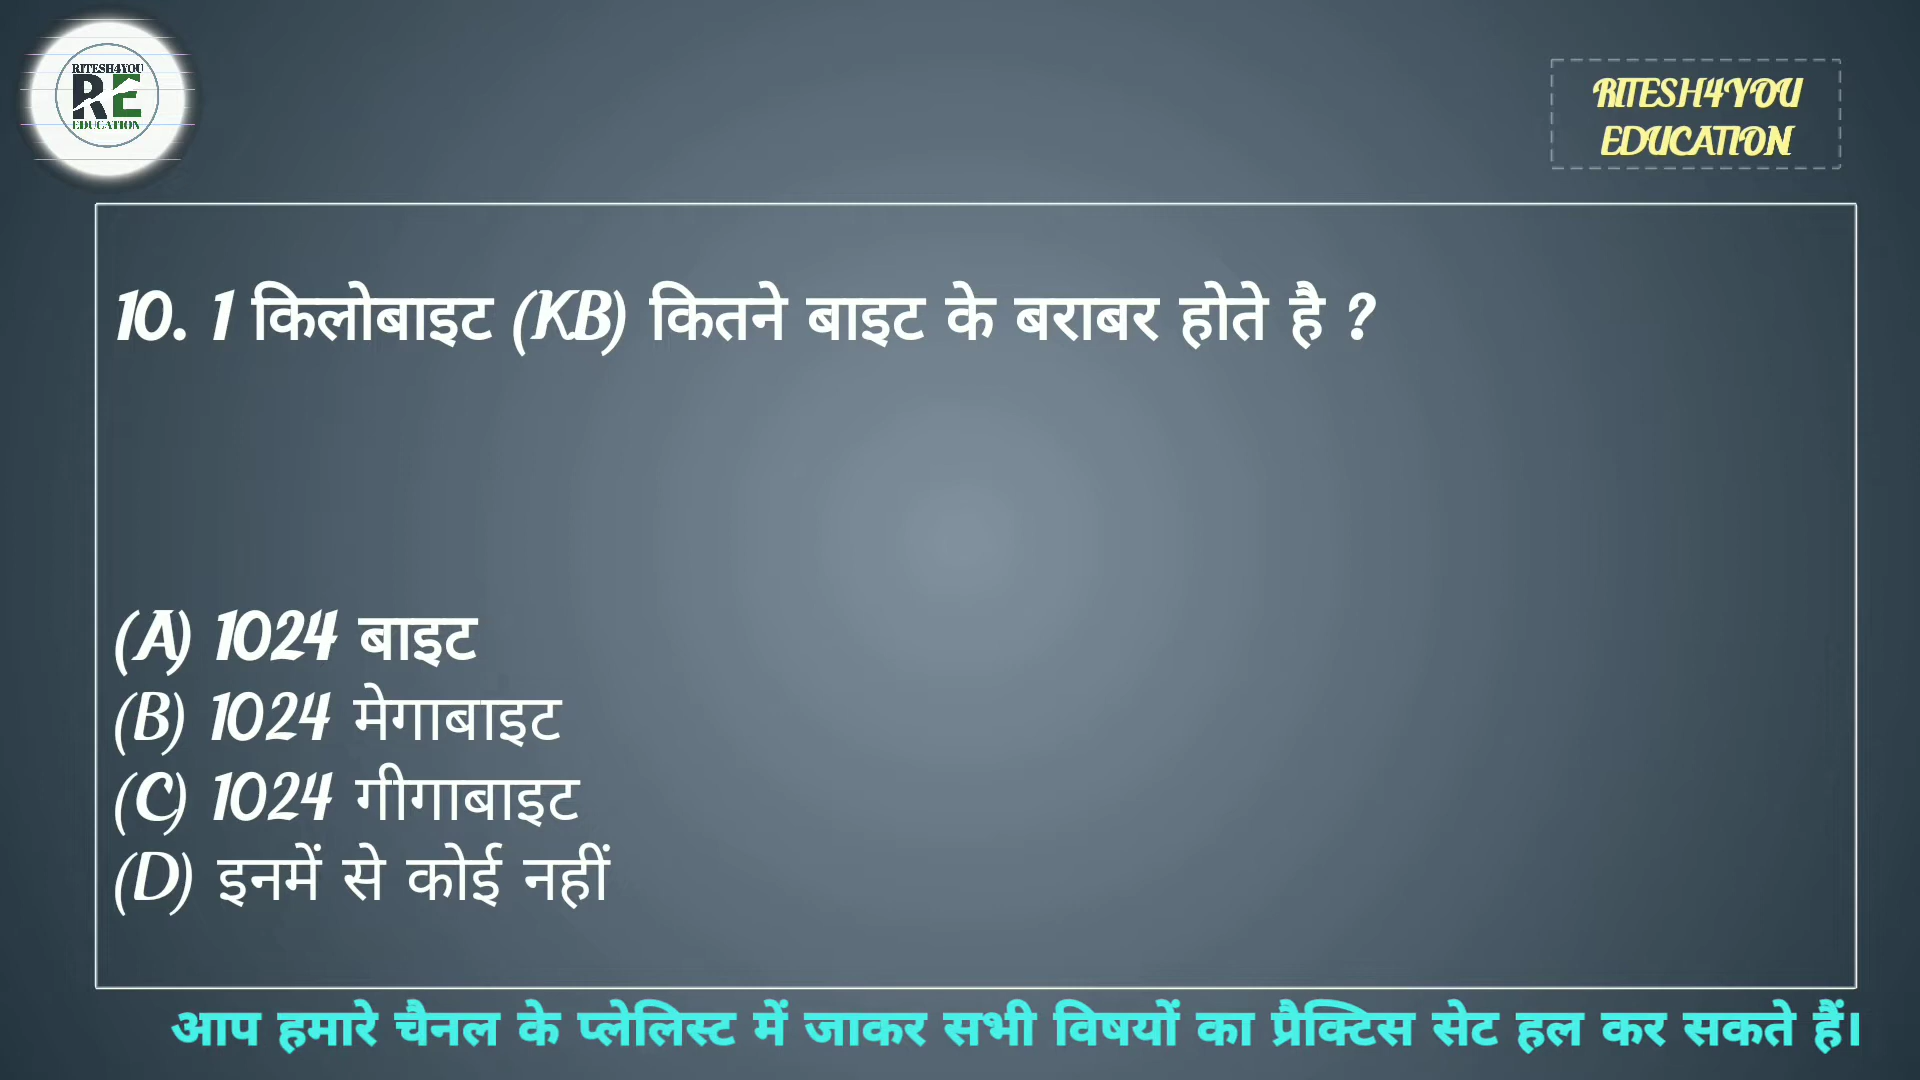 RITESH4YOU
RE
EDUCATION
RITESH4YOU
EDUCATION
10. 1 किलोबाइट (KB) कितने बाइट के बराबर होते है ?
(A) 1024 बाइट
(B) 1024 मेगाबाइट
(C) 1024 गीगाबाइट
(D) इनमें से कोई नहीं
आप हमारे चैनल के प्लेलिस्ट में जाकर सभी विषयों का प्रैक्टिस सेट हल कर सकते हैं।